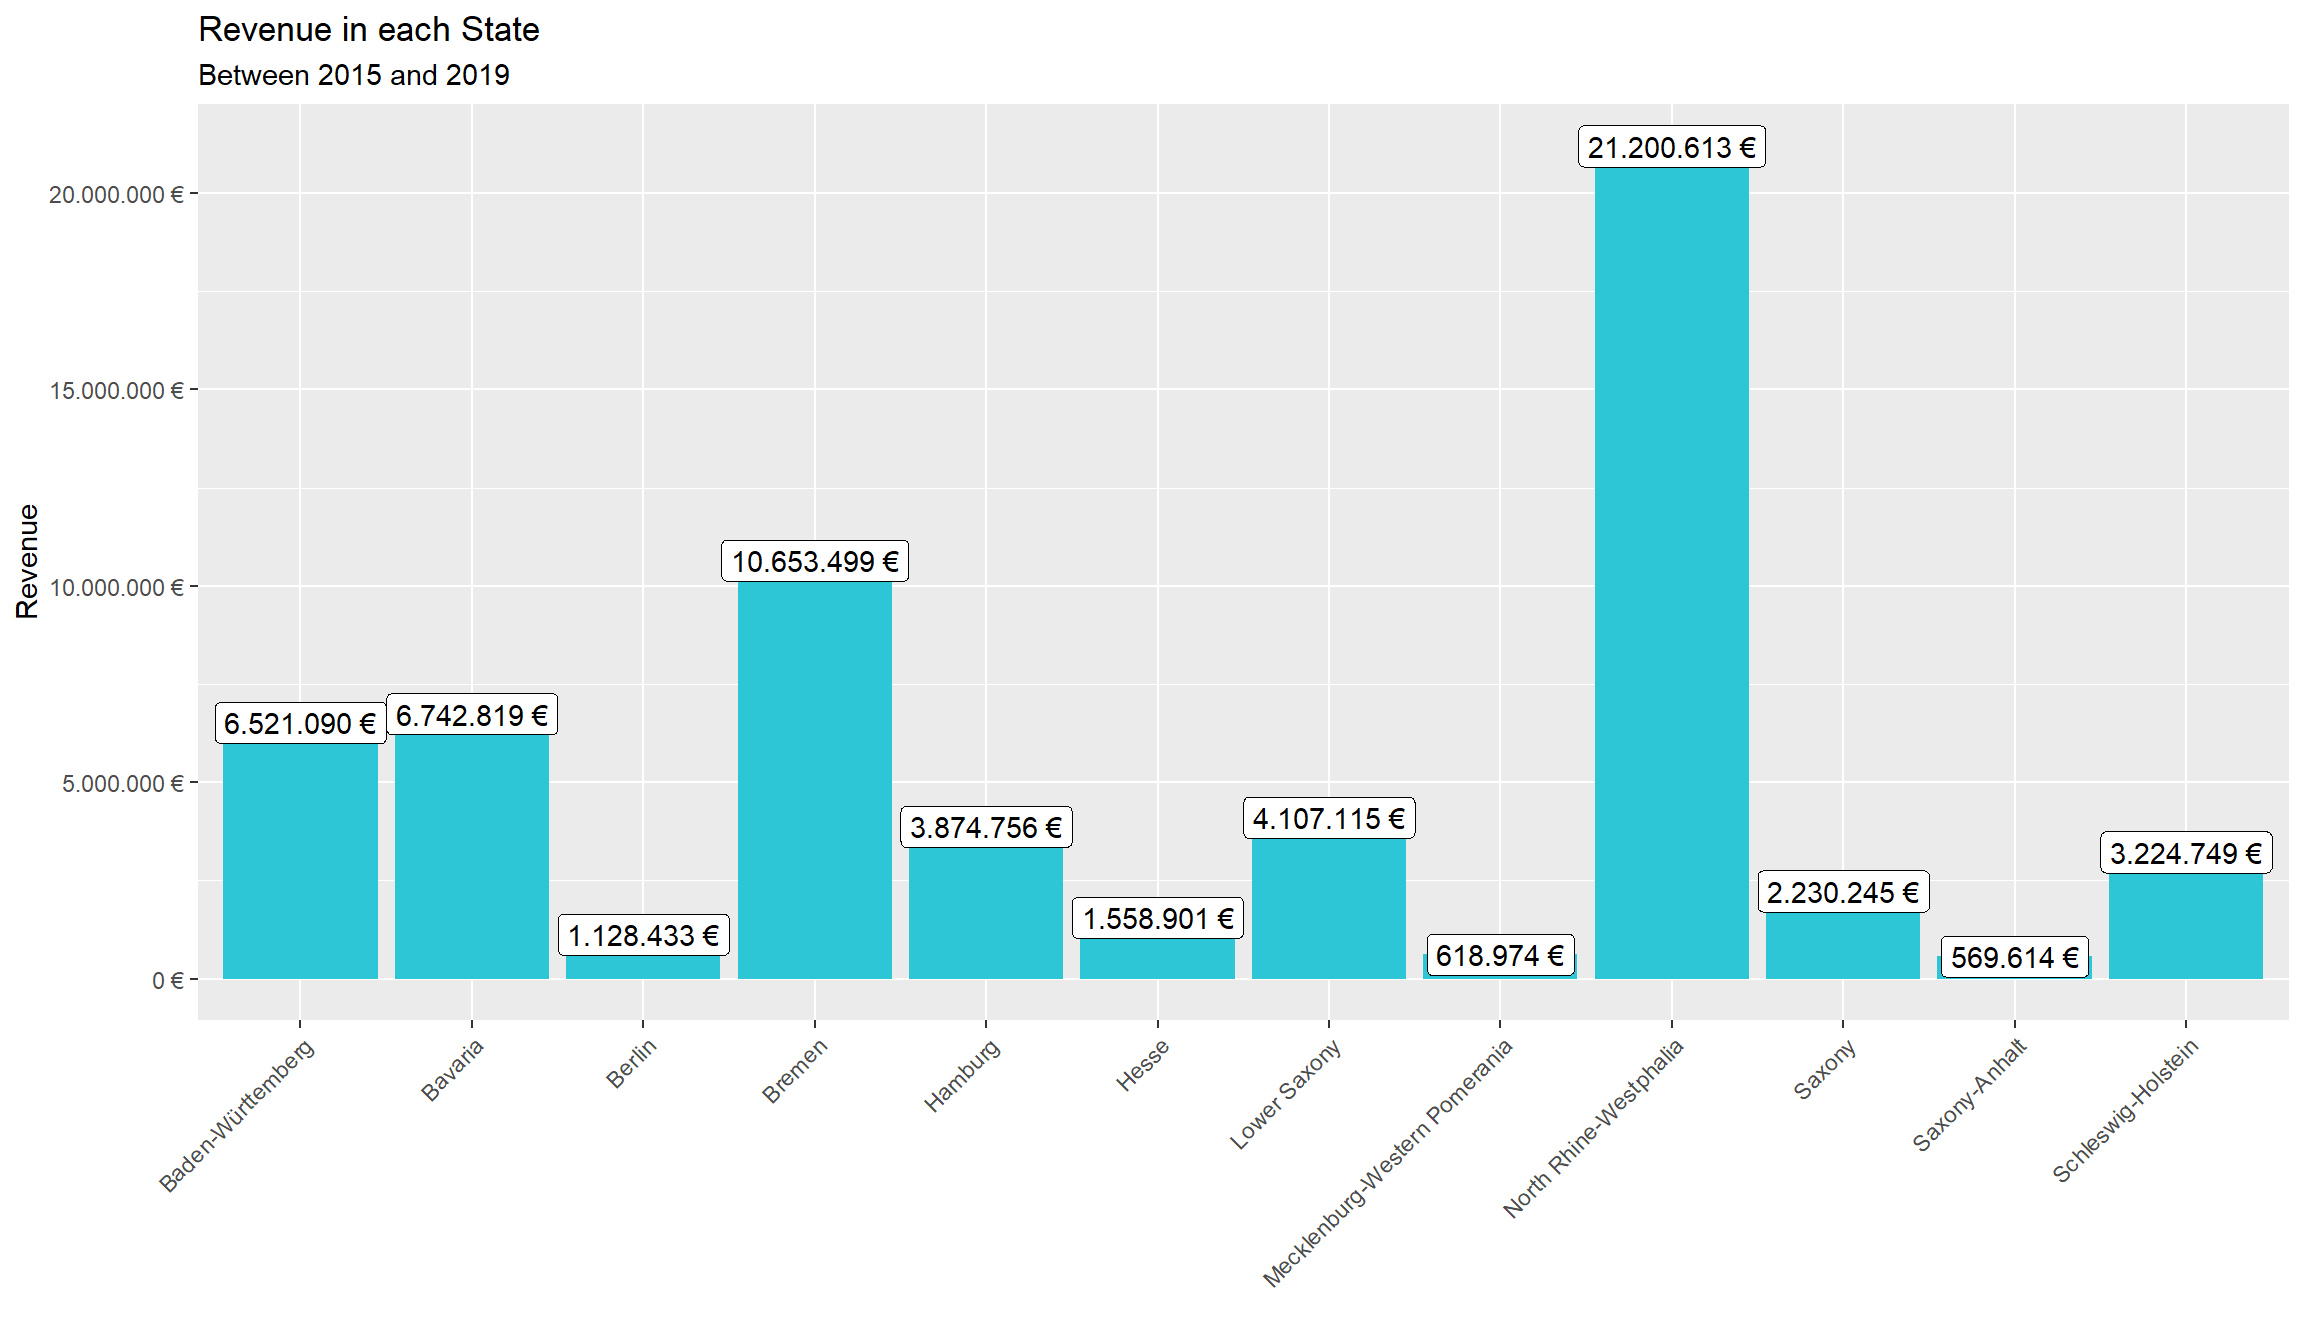 Revenue in each State
Between 2015 and 2019
Revenue
20.000.000 €
15.000.000 €
10.000.000 €
5.000.000 €
0 €
6.521.090 €
6.742.819 €
1.128.433 €
10.653.499 €
3.874.756 €
1.558.901 €
4.107.115 €
618.974 €
21.200.613 €
2.230.245 €
569.614 €
3.224.749 €
Baden-Württemberg
Bavaria
Berlin
Bremen
Hamburg
Hesse
Lower Saxony
Mecklenburg-Western Pomerania
North Rhine-Westphalia
Saxony
Saxony-Anhalt
Schleswig-Holstein